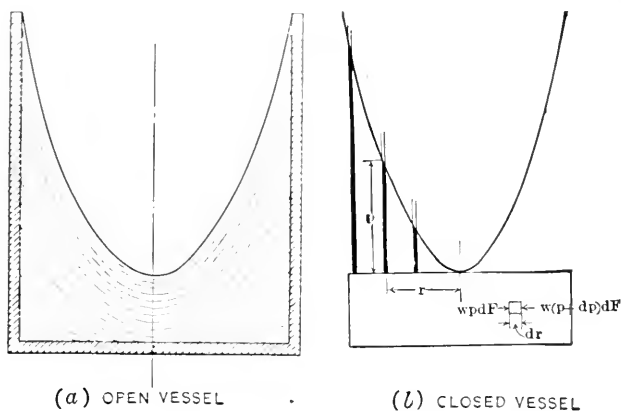 r
wpdF
w(p+dp)dF
dr
(a) OPEN VESSEL
(b) CLOSED VESSEL